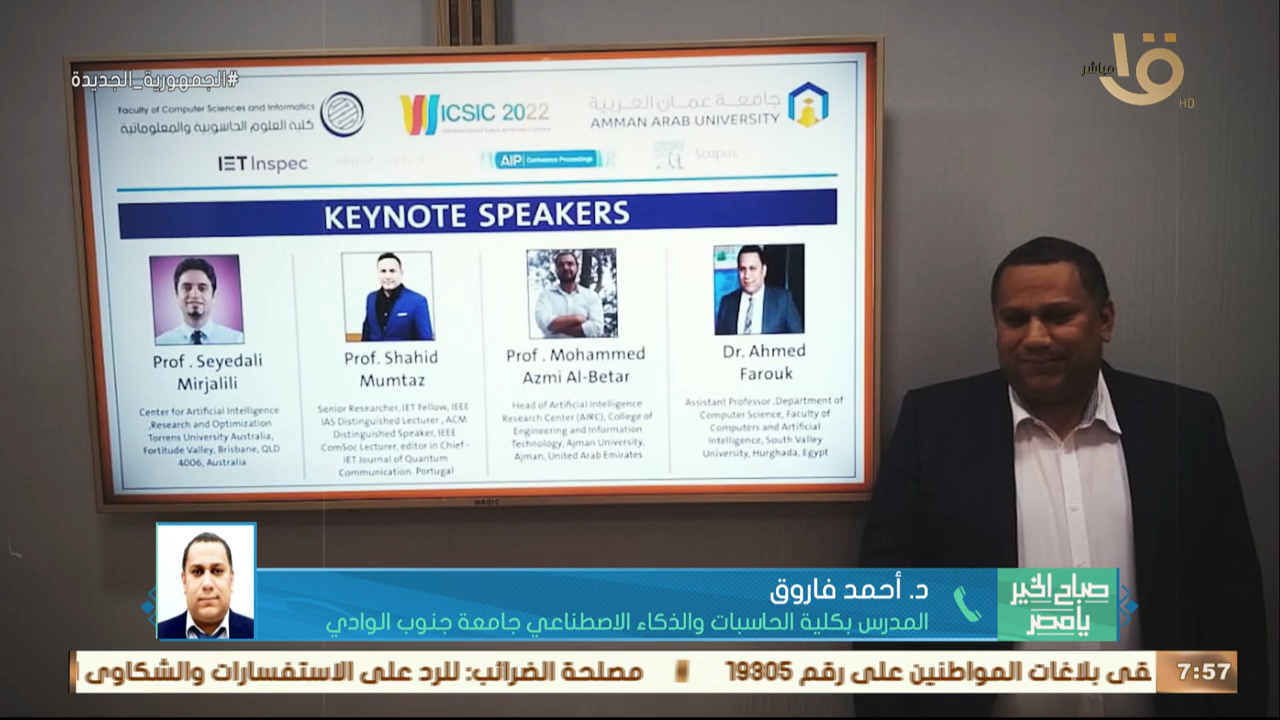 #الجمهورية_الجديدة
مباشر
HD
Faculty of Computer Sciences and Informatics
كلية العلوم الحاسوبية والمعلوماتية
ICSIC 2022
جامعة عمان العربية
AMMAN ARAB UNIVERSITY
IET Inspec
AIP Conference Proceedings
Scopus
KEYNOTE SPEAKERS
Prof. Seyedali
Mirjalili
Center for Artificial Intelligence
,Research and Optimization
Torrens University Australia,
Fortitude Valley, Brisbane, QLD
4006, Australia
Prof. Shahid
Mumtaz
Senior Researcher, IET Fellow, IEEE
IAS Distinguished Lecturer , ACM
Distinguished Speaker, IEEE
ComSoc Lecturer, editor in Chief -
IET Journal of Quantum
Communication, Portugal
Prof . Mohammed
Azmi Al-Betar
Head of Artificial Intelligence
Research Center (AIRC), College of
Engineering and Information
Technology, Ajman University,
Ajman, United Arab Emirates
Dr. Ahmed
Farouk
Assistant Professor ,Department of
Computer Science, Faculty of
Computers and Artificial
Intelligence, South Valley
University, Hurghada, Egypt
MAGIC
صباح الخير
يا مصر
د. أحمد فاروق
المدرس بكلية الحاسبات والذكاء الاصطناعي جامعة جنوب الوادي
7:57
قى بلاغات المواطنين على رقم 19305
مصلحة الضرائب: للرد على الاستفسارات والشكاوى